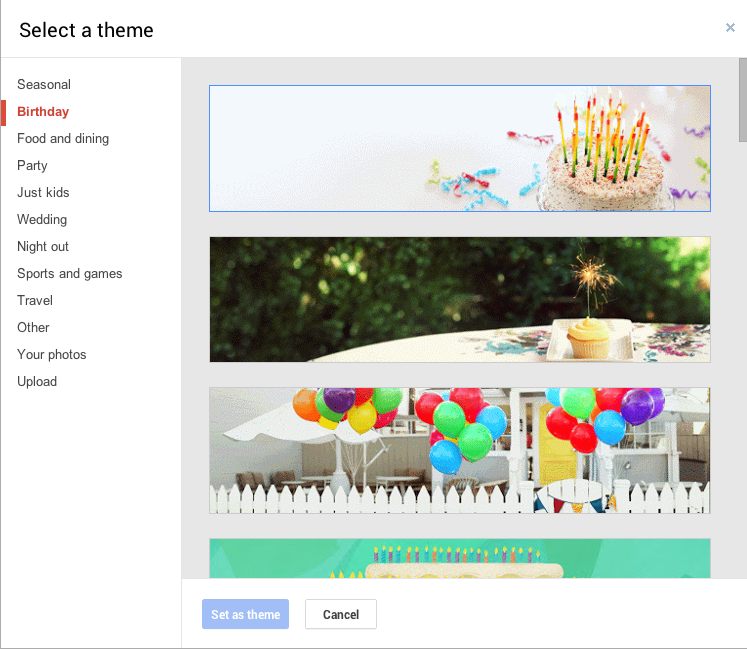 Select a theme
×
Seasonal
Birthday
Food and dining
Party
Just kids
Wedding
Night out
Sports and games
Travel
Other
Your photos
Upload
Set as theme
Cancel